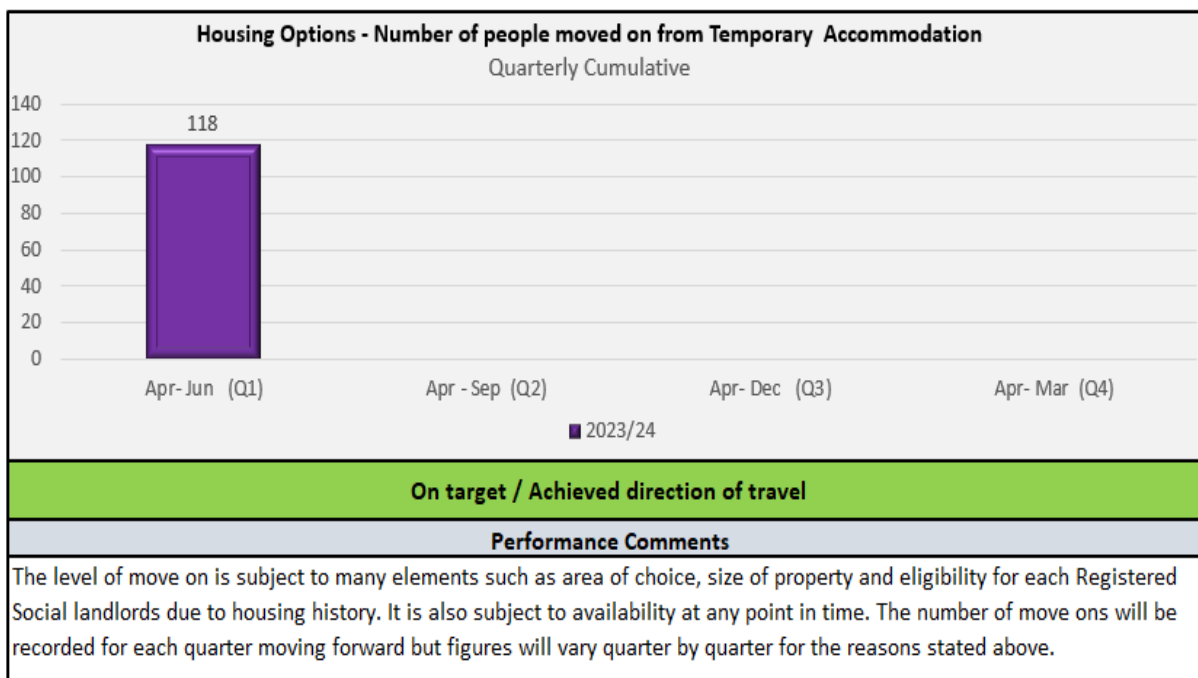 Housing Options - Number of people moved on from Temporary Accommodation
Quarterly Cumulative
140
120
100
80
60
40
20
0
118
Apr- Jun (Q1)
Apr - Sep (Q2)
Apr- Dec (Q3)
Apr- Mar (Q4)
2023/24
On target / Achieved direction of travel
Performance Comments
The level of move on is subject to many elements such as area of choice, size of property and eligibility for each Registered
Social landlords due to housing history. It is also subject to availability at any point in time. The number of move ons will be
recorded for each quarter moving forward but figures will vary quarter by quarter for the reasons stated above.